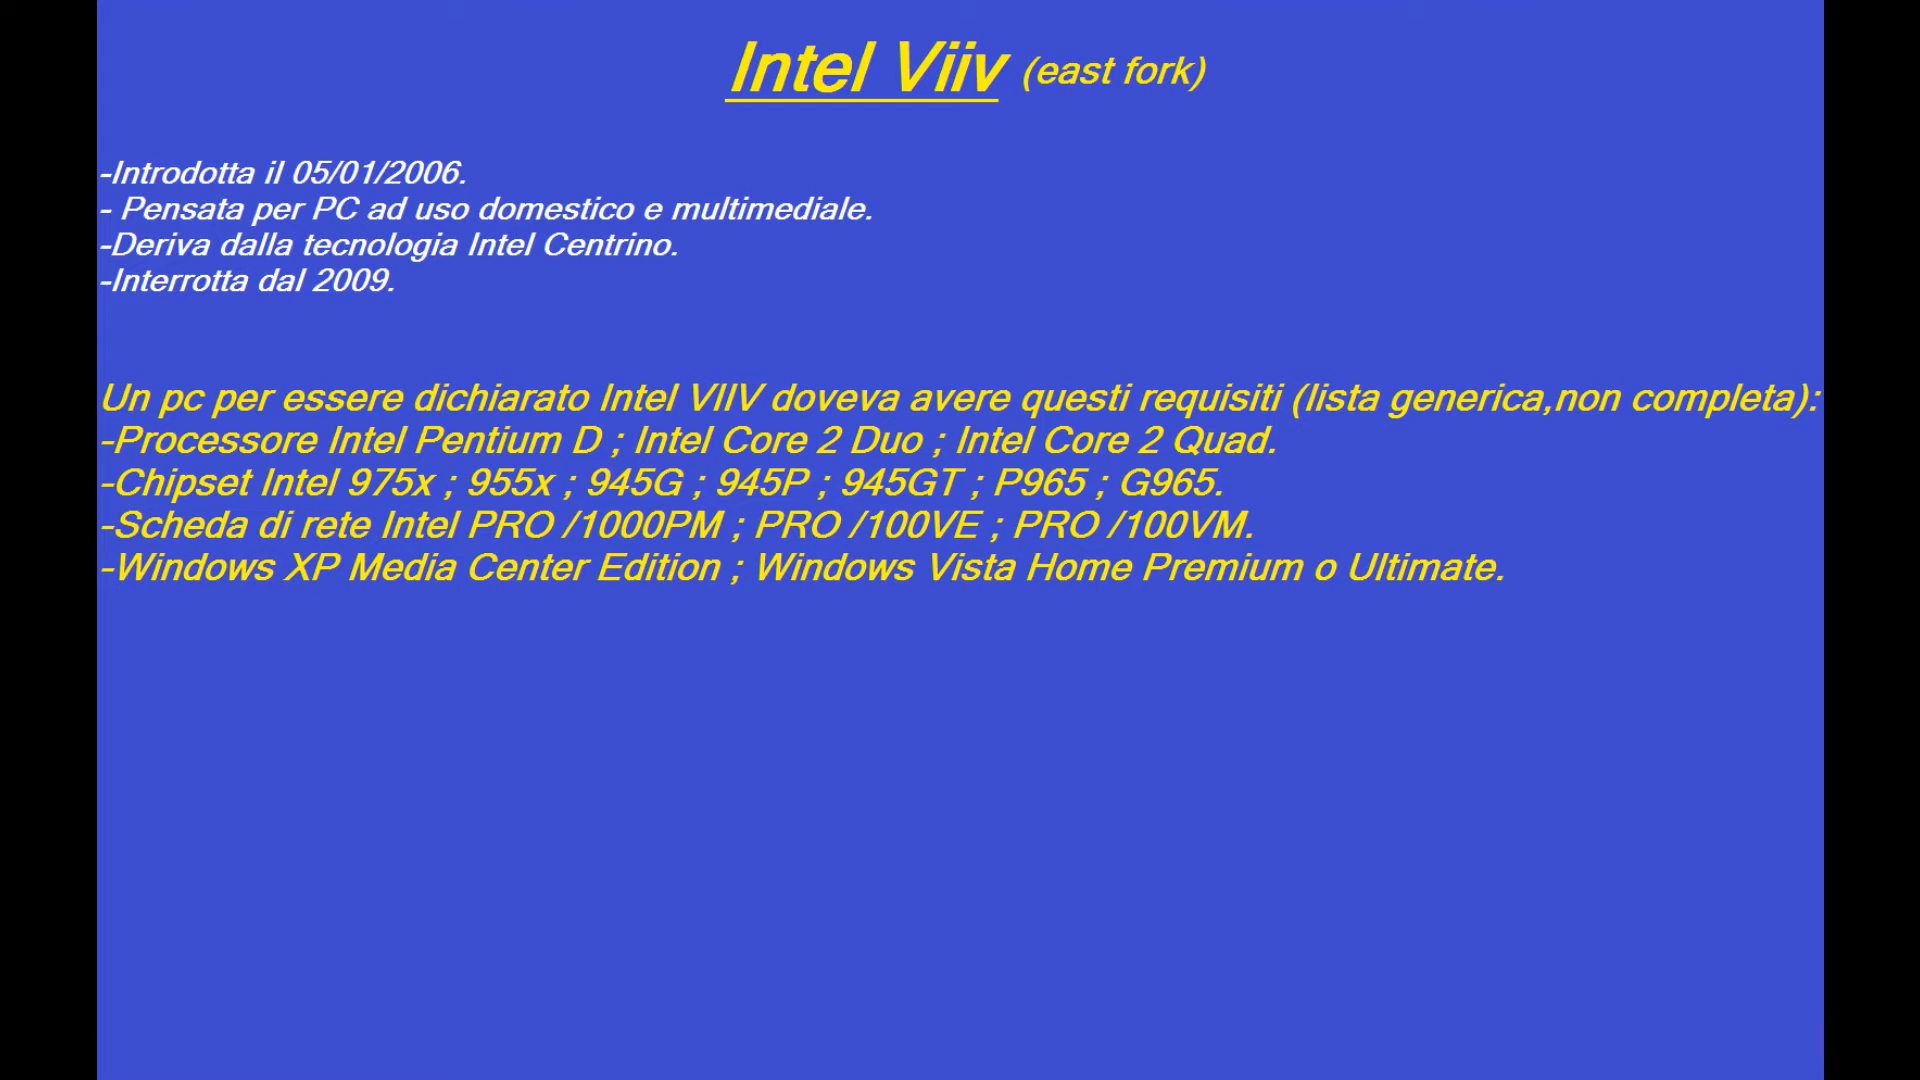 Intel Viiv (east fork)
-Introdotta il 05/01/2006.
- Pensata per PC ad uso domestico e multimediale.
-Deriva dalla tecnologia Intel Centrino.
-Interrotta dal 2009.
Un pc per essere dichiarato Intel VIIV doveva avere questi requisiti (lista generica,non completa):
-Processore Intel Pentium D ; Intel Core 2 Duo ; Intel Core 2 Quad.
-Chipset Intel 975x ; 955x ; 945G ; 945P ; 945GT ; P965 ; G965.
-Scheda di rete Intel PRO /1000PM ; PRO /100VE ; PRO /100VM.
-Windows XP Media Center Edition ; Windows Vista Home Premium o Ultimate.